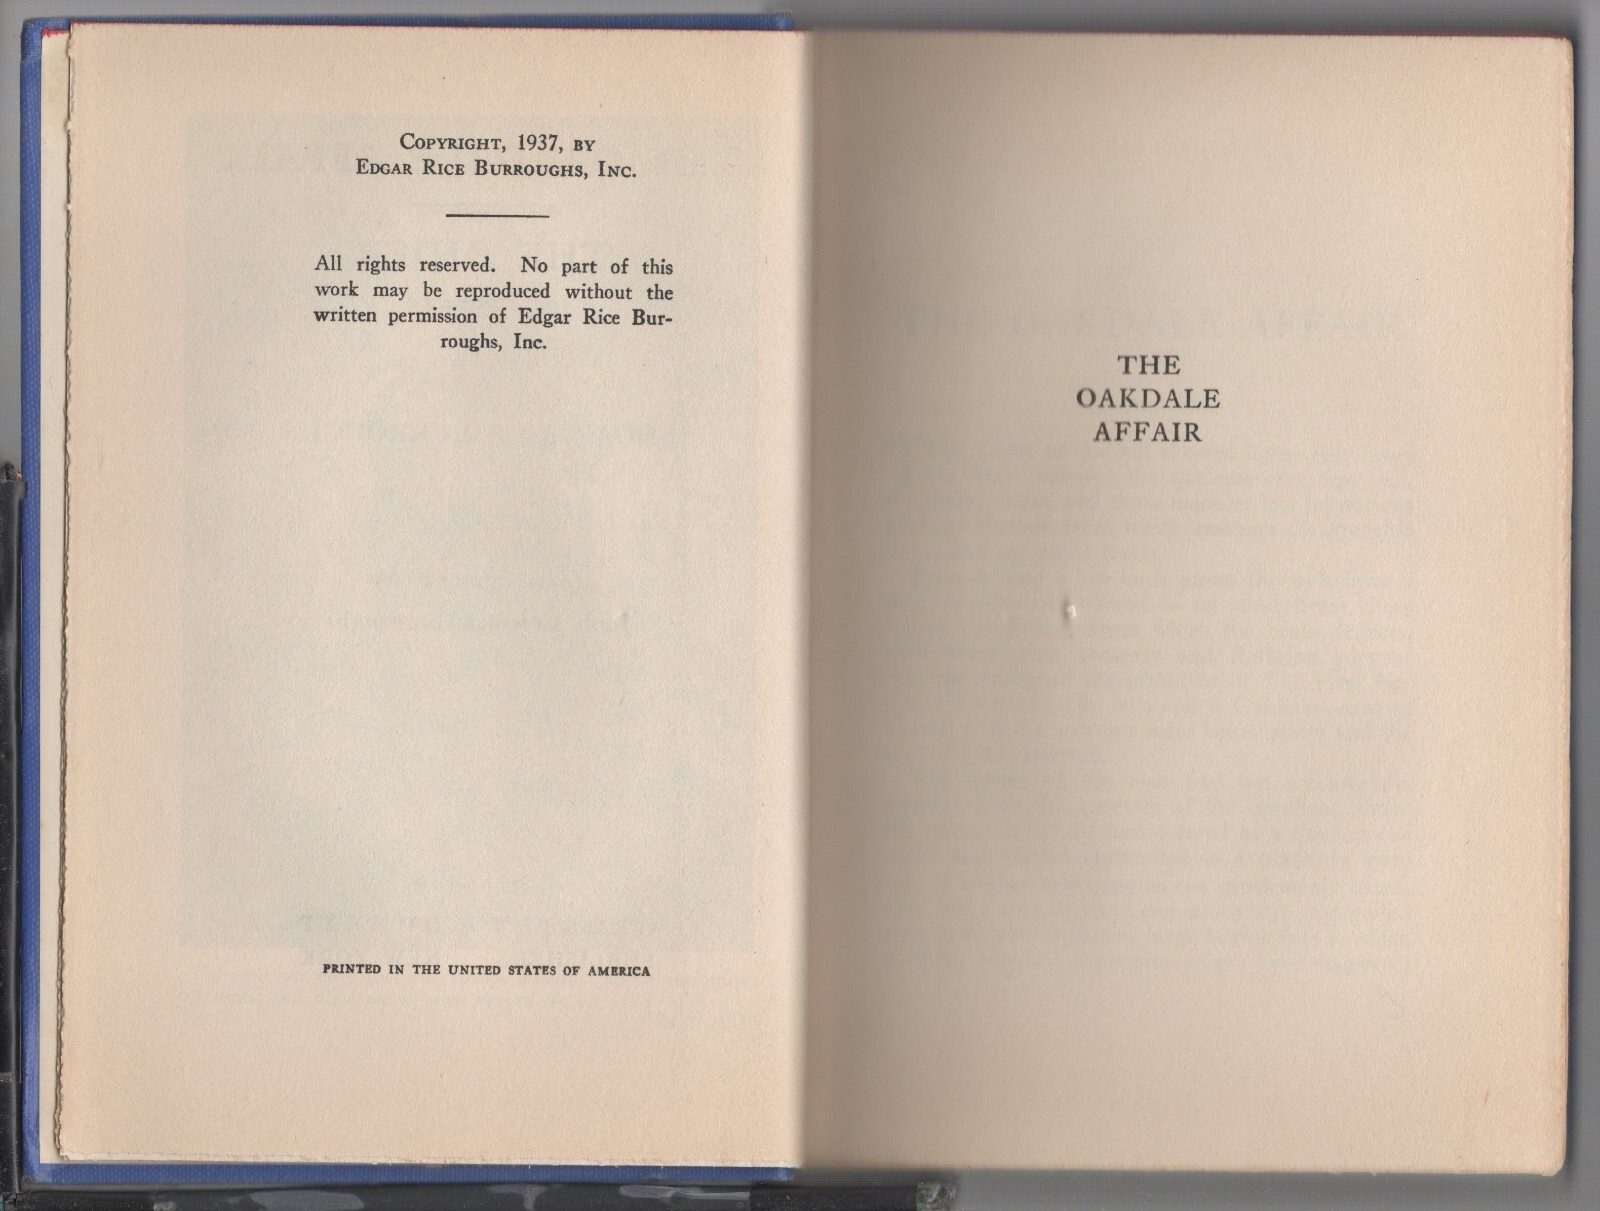 COPYRIGHT, 1937, BY
EDGAR RICE BURROUGHS, INC.
All rights reserved. No part of this
work may be reproduced without the
written permission of Edgar Rice Bur-
roughs, Inc.
PRINTED IN THE UNITED STATES OF AMERICA
THE
OAKDALE
AFFAIR